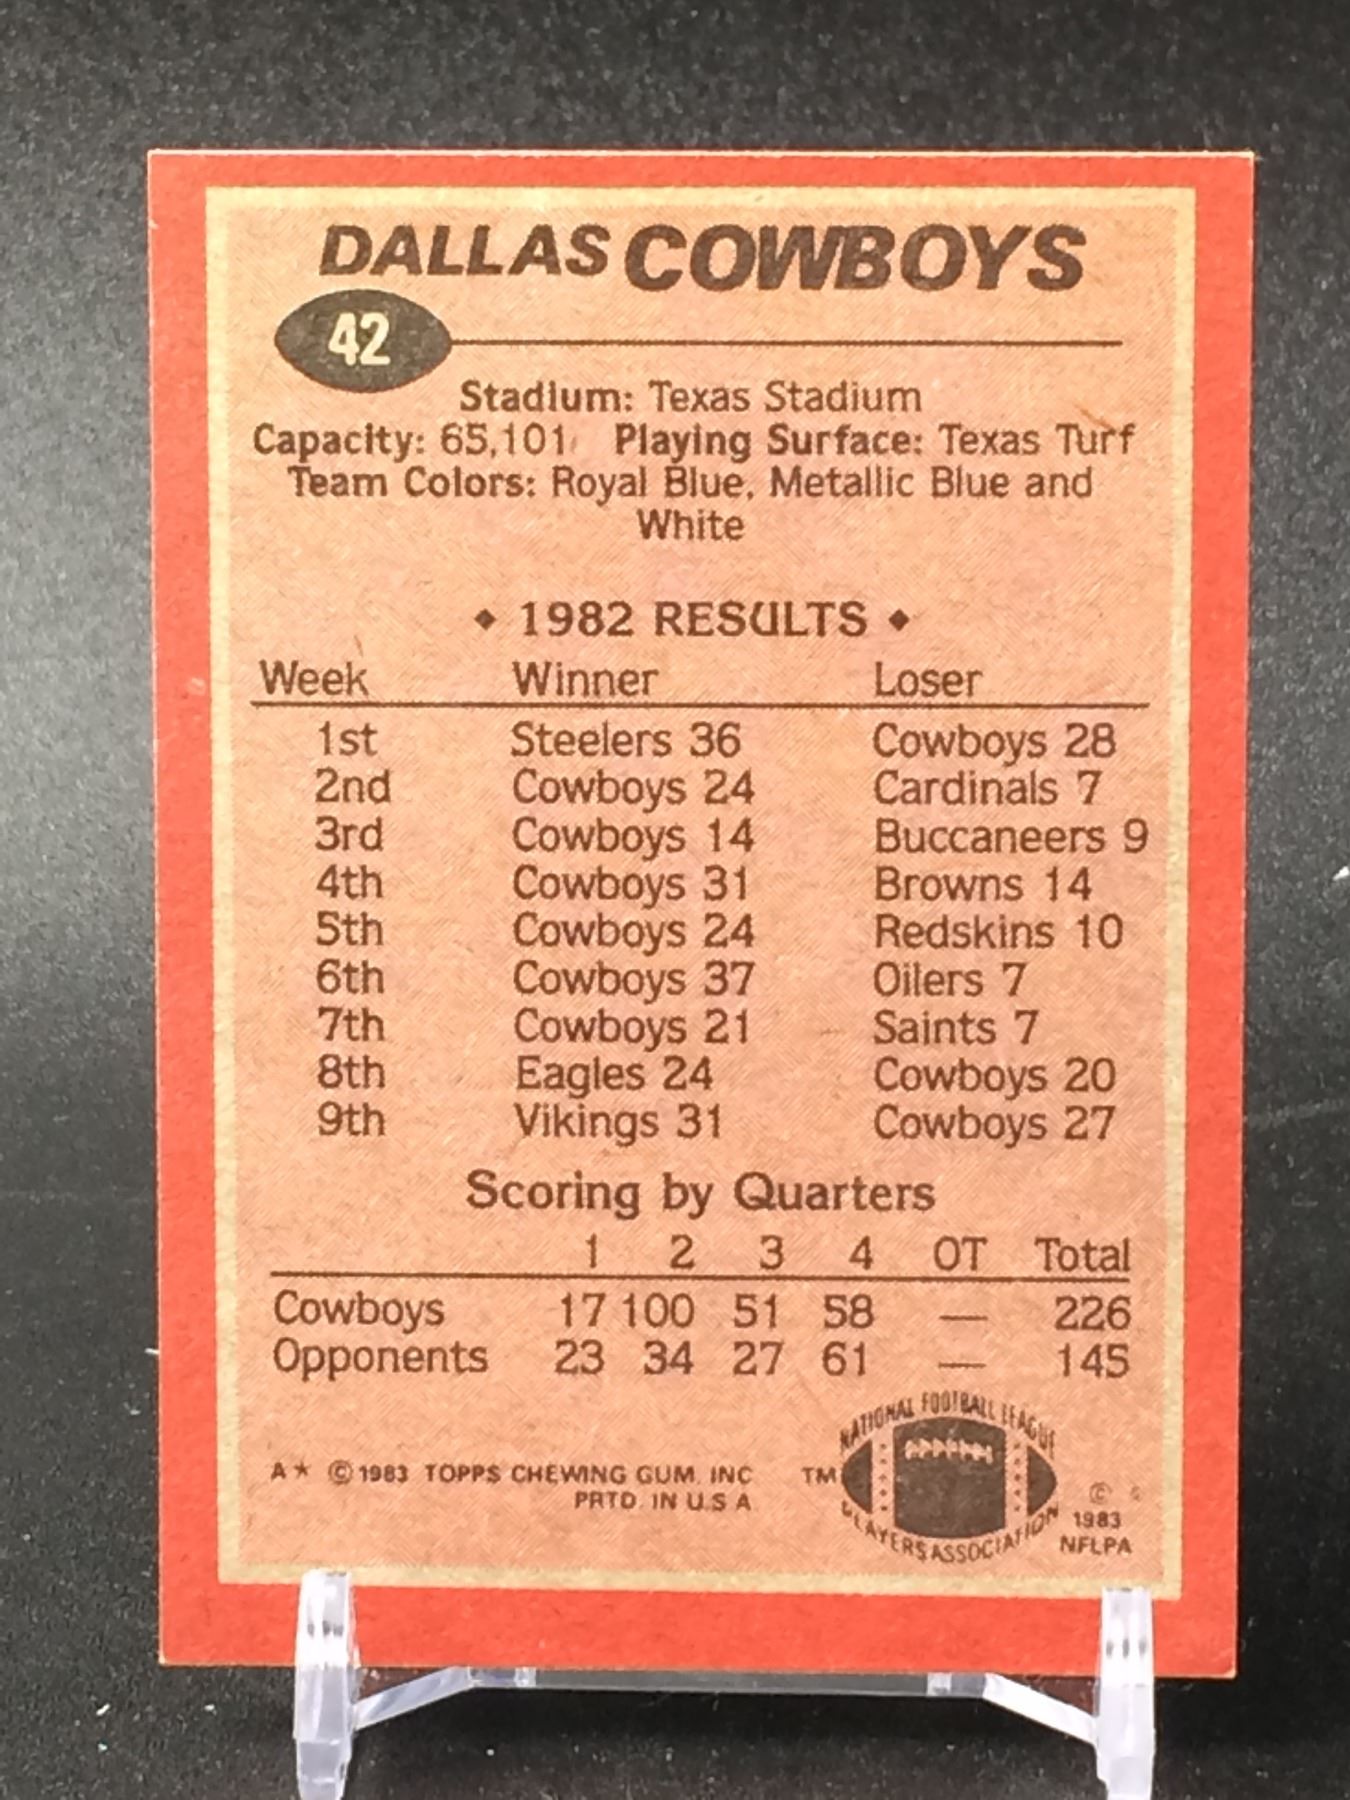 DALLAS COWBOYS
42
Stadium: Texas Stadium
Capacity: 65,101 Playing Surface: Texas Turf
Team Colors: Royal Blue, Metallic Blue and
White
◆ 1982 RESULTS ◆
Week Winner Loser
1st Steelers 36 Cowboys 28
2nd Cowboys 24 Cardinals 7
3rd Cowboys 14 Buccaneers 9
4th Cowboys 31 Browns 14
5th Cowboys 24 Redskins 10
6th Cowboys 37 Oilers 7
7th Cowboys 21 Saints 7
8th Eagles 24 Cowboys 20
9th Vikings 31 Cowboys 27
Scoring by Quarters
1 2 3 4 OT Total
Cowboys 17 100 51 58 — 226
Opponents 23 34 27 61 — 145
NATIONAL FOOTBALL LEAGUE
PLAYERS ASSOCIATION
A★ © 1983 TOPPS CHEWING GUM, INC
PRTD. IN U.S.A.
TM
©
1983
NFLPA